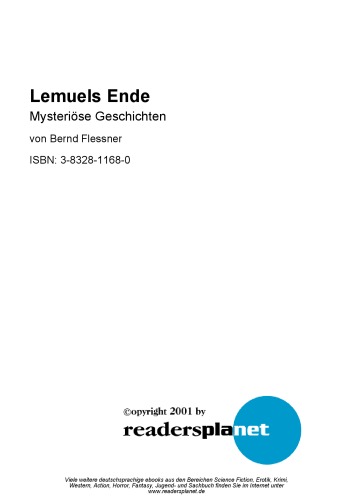 Lemuels Ende
Mysteriöse Geschichten
von Bernd Flessner
ISBN: 3-8328-1168-0
©opyright 2001 by
readersplanet
Viele weitere deutschsprachige ebooks aus den Bereichen Science Fiction, Erotik, Krimi,
Western, Action, Horror, Fantasy, Jugend- und Sachbuch finden Sie im Internet unter
www.readersplanet.de